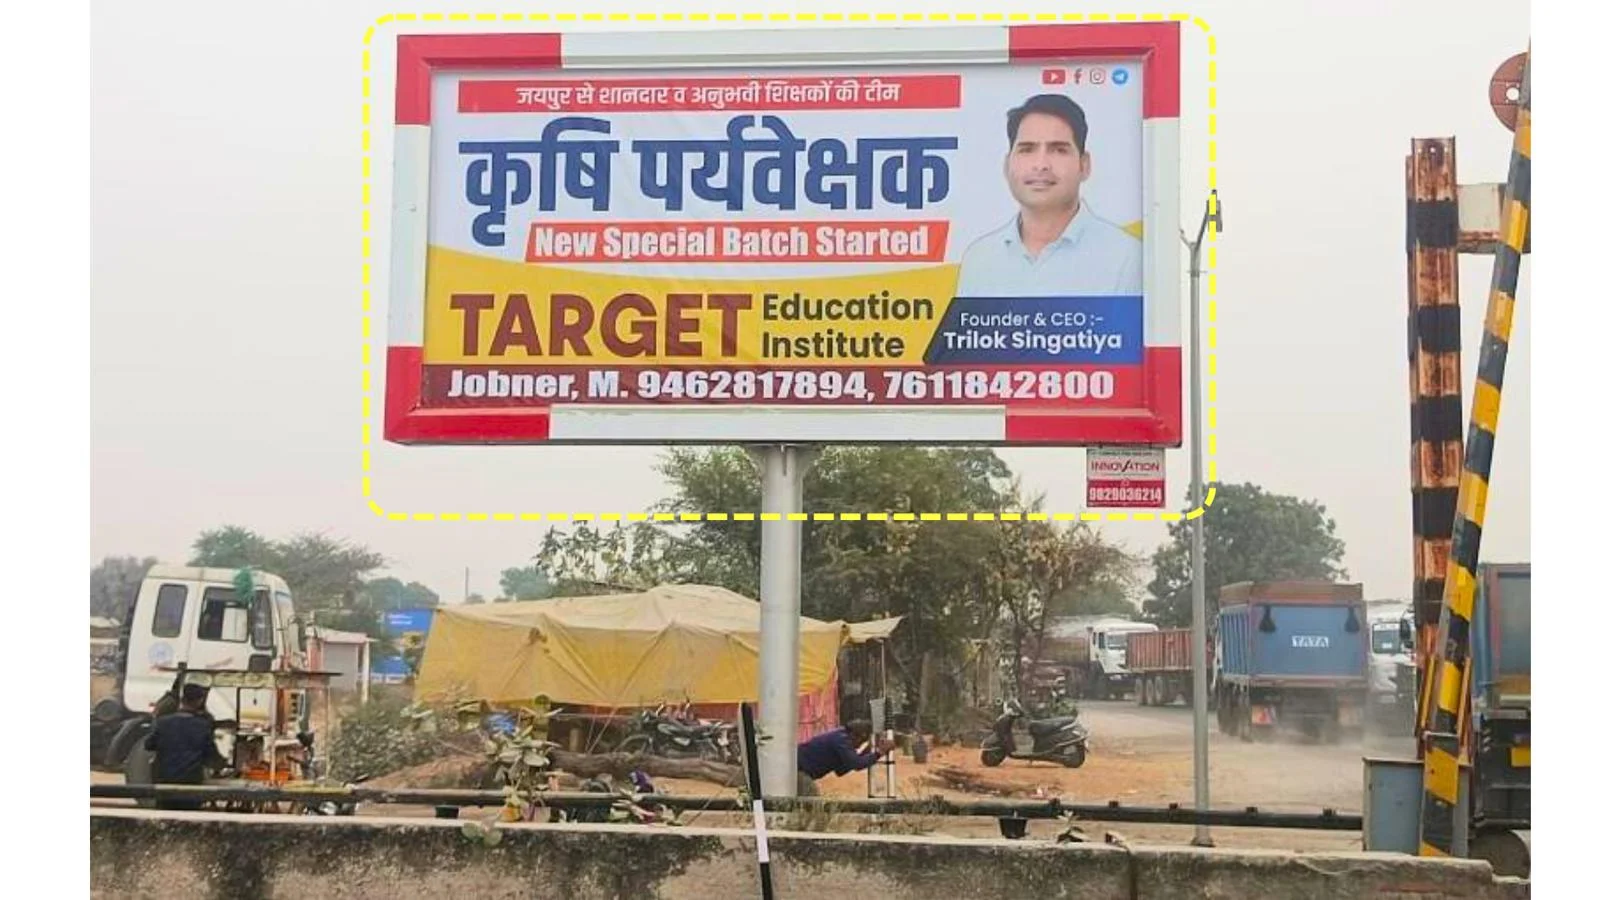 जयपुर से शानदार व अनुभवी शिक्षकों की टीम
कृषि पर्यवेक्षक
New Special Batch Started
TARGET Education Institute
Founder & CEO :-
Trilok Singatiya
Jobner, M. 9462817894, 7611842800
INNOVATION
9829036214
TATA